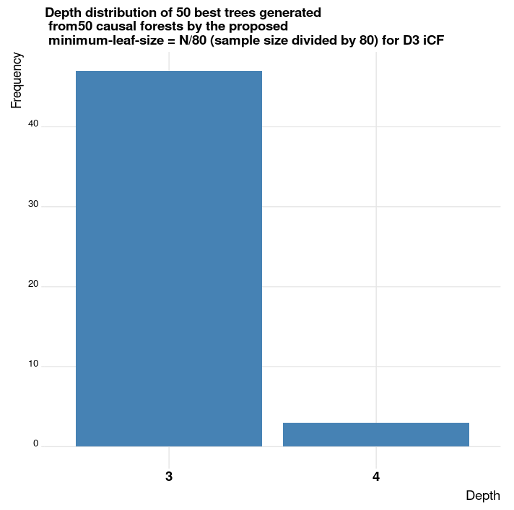 Depth distribution of 50 best trees generated
from50 causal forests by the proposed
minimum-leaf-size = N/80 (sample size divided by 80) for D3 iCF
Frequency
40
30
20
10
0
3 4
Depth